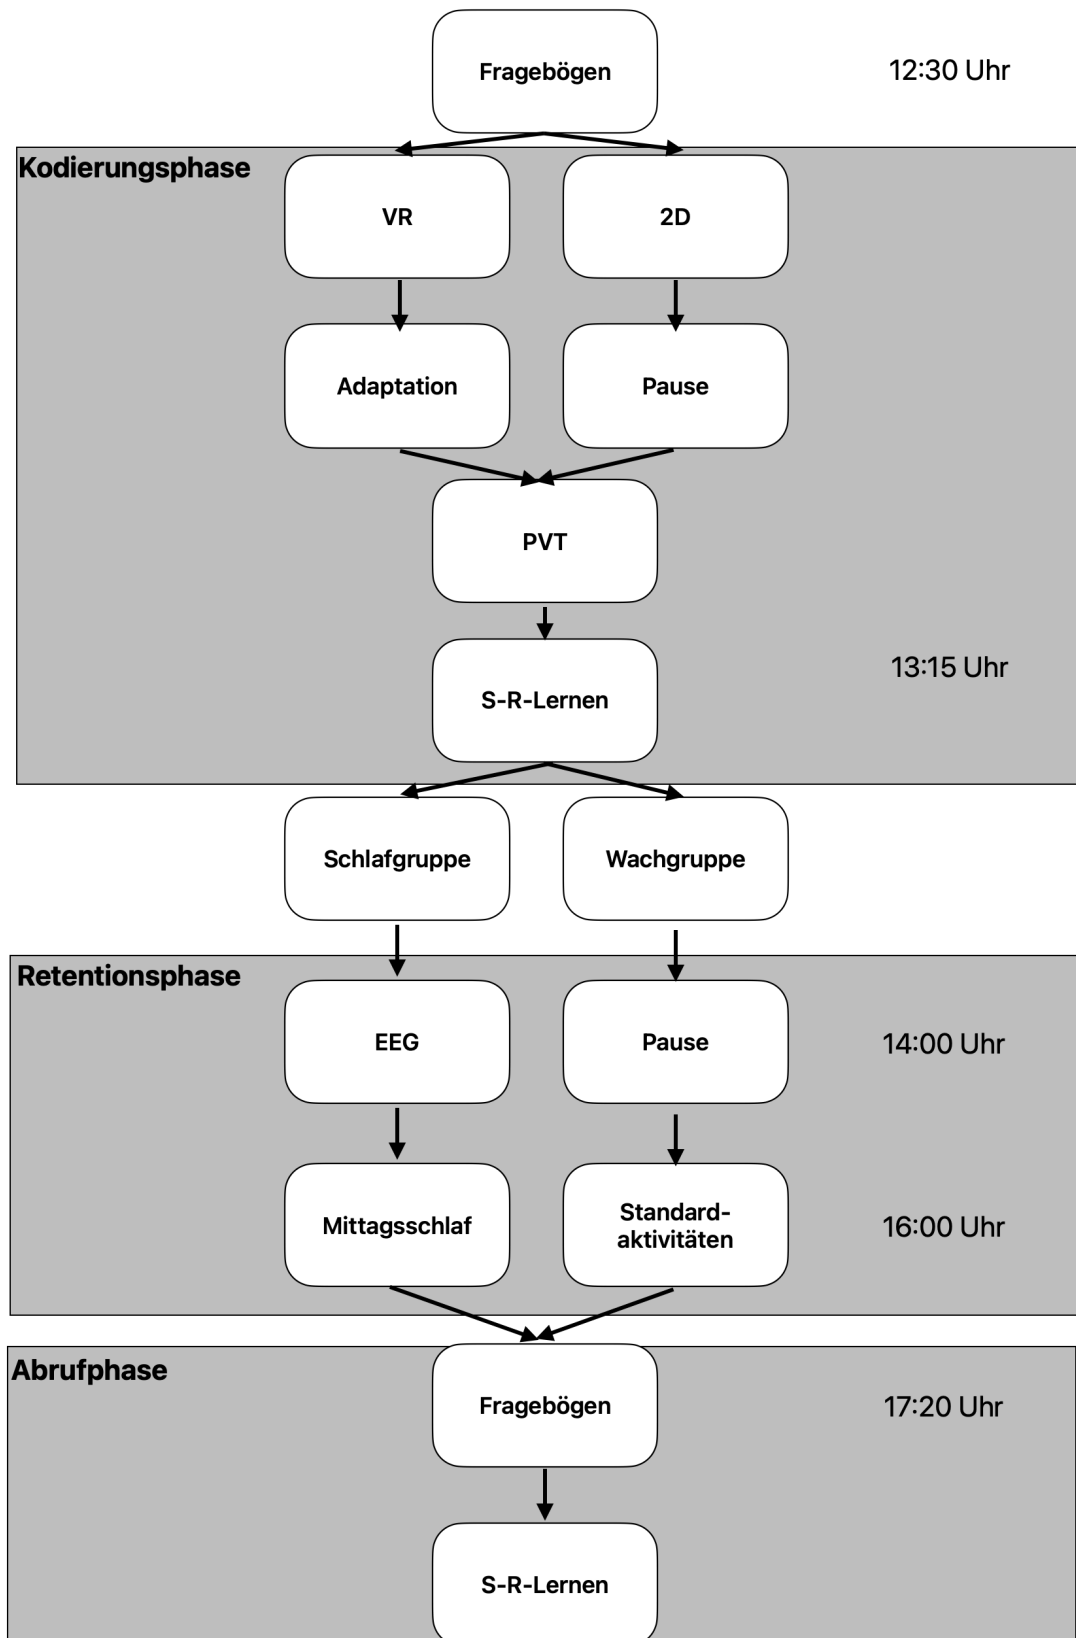 Fragebögen
12:30 Uhr
Kodierungsphase
VR
2D
Adaptation
Pause
PVT
13:15 Uhr
S-R-Lernen
Schlafgruppe
Wachgruppe
Retentionsphase
EEG
Pause
14:00 Uhr
Mittagsschlaf
Standard-
aktivitäten
16:00 Uhr
Abrufphase
Fragebögen
17:20 Uhr
S-R-Lernen